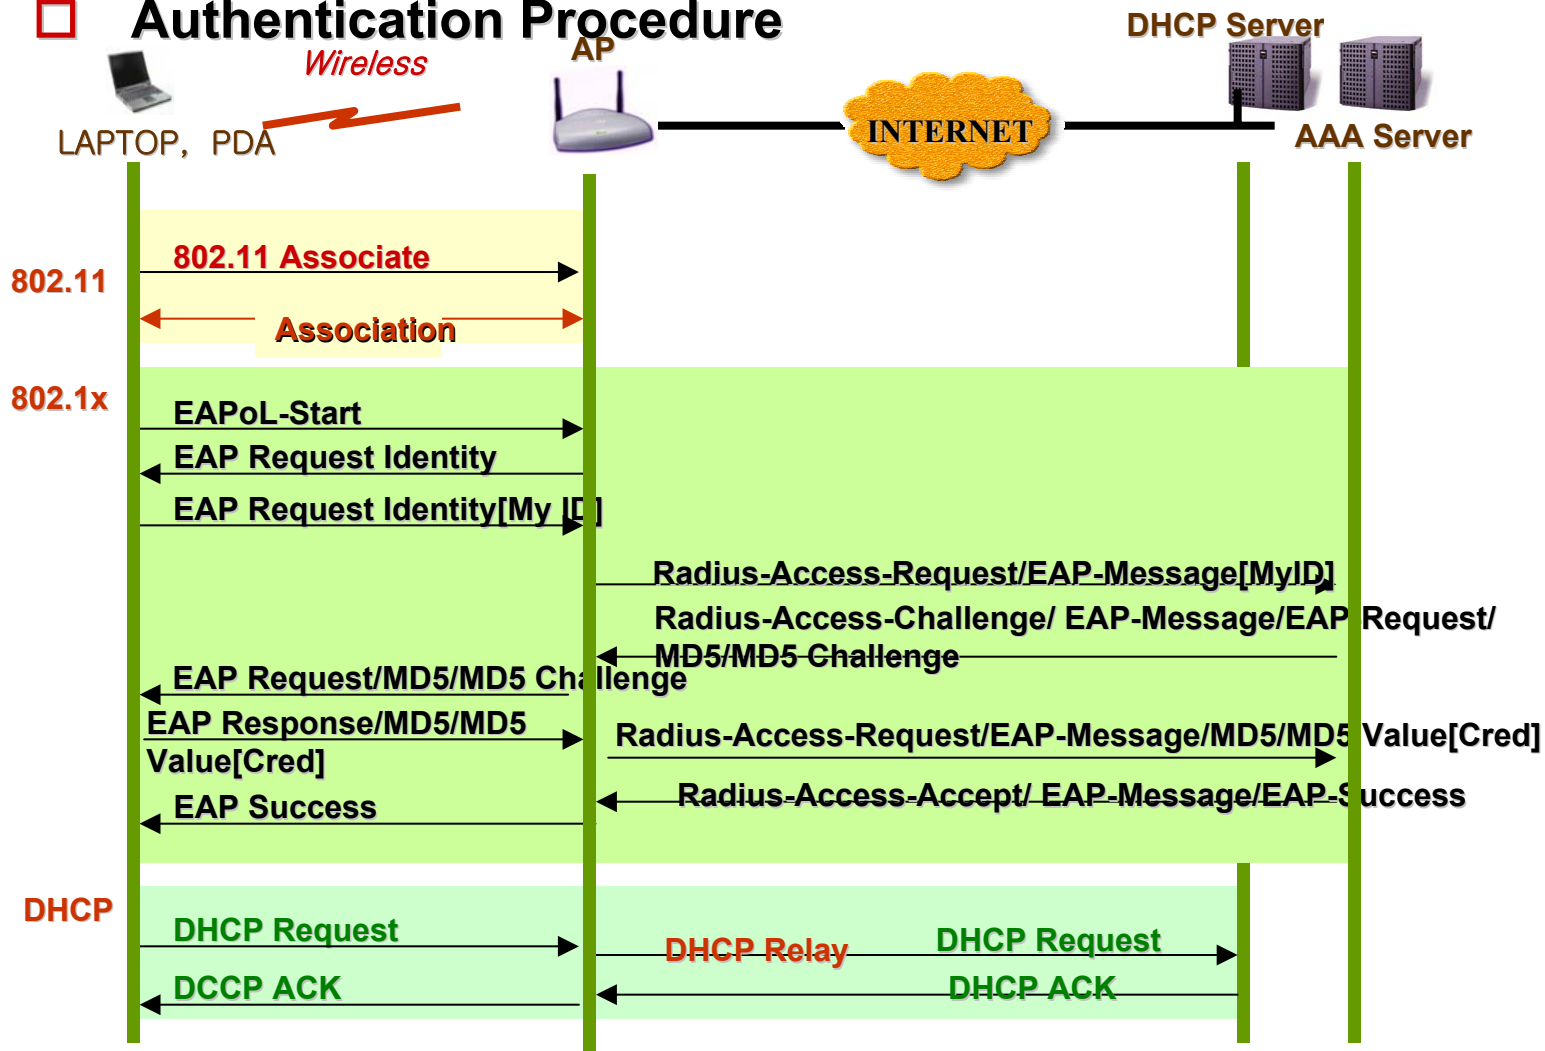 Authentication Procedure
DHCP Server
AP
Wireless
INTERNET
LAPTOP, PDA
AAA Server
802.11 Associate
802.11
Association
802.1x
EAPoL-Start
EAP Request Identity
EAP Request Identity[My ID]
Radius-Access-Request/EAP-Message[MyID]
Radius-Access-Challenge/ EAP-Message/EAP-Request/
MD5/MD5 Challenge
EAP Request/MD5/MD5 Challenge
EAP Response/MD5/MD5
Value[Cred]
Radius-Access-Request/EAP-Message/MD5/MD5 Value[Cred]
Radius-Access-Accept/ EAP-Message/EAP-Success
EAP Success
DHCP
DHCP Request
DHCP Relay
DHCP Request
DCCP ACK
DHCP ACK